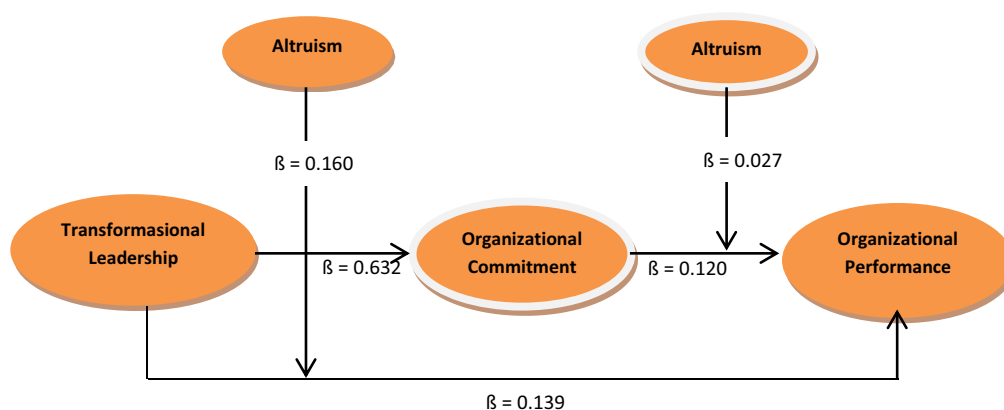 Altruism
Altruism
ß = 0.160
ß = 0.027
Transformasional
Leadership
ß = 0.632
Organizational
Commitment
ß = 0.120
Organizational
Performance
ß = 0.139